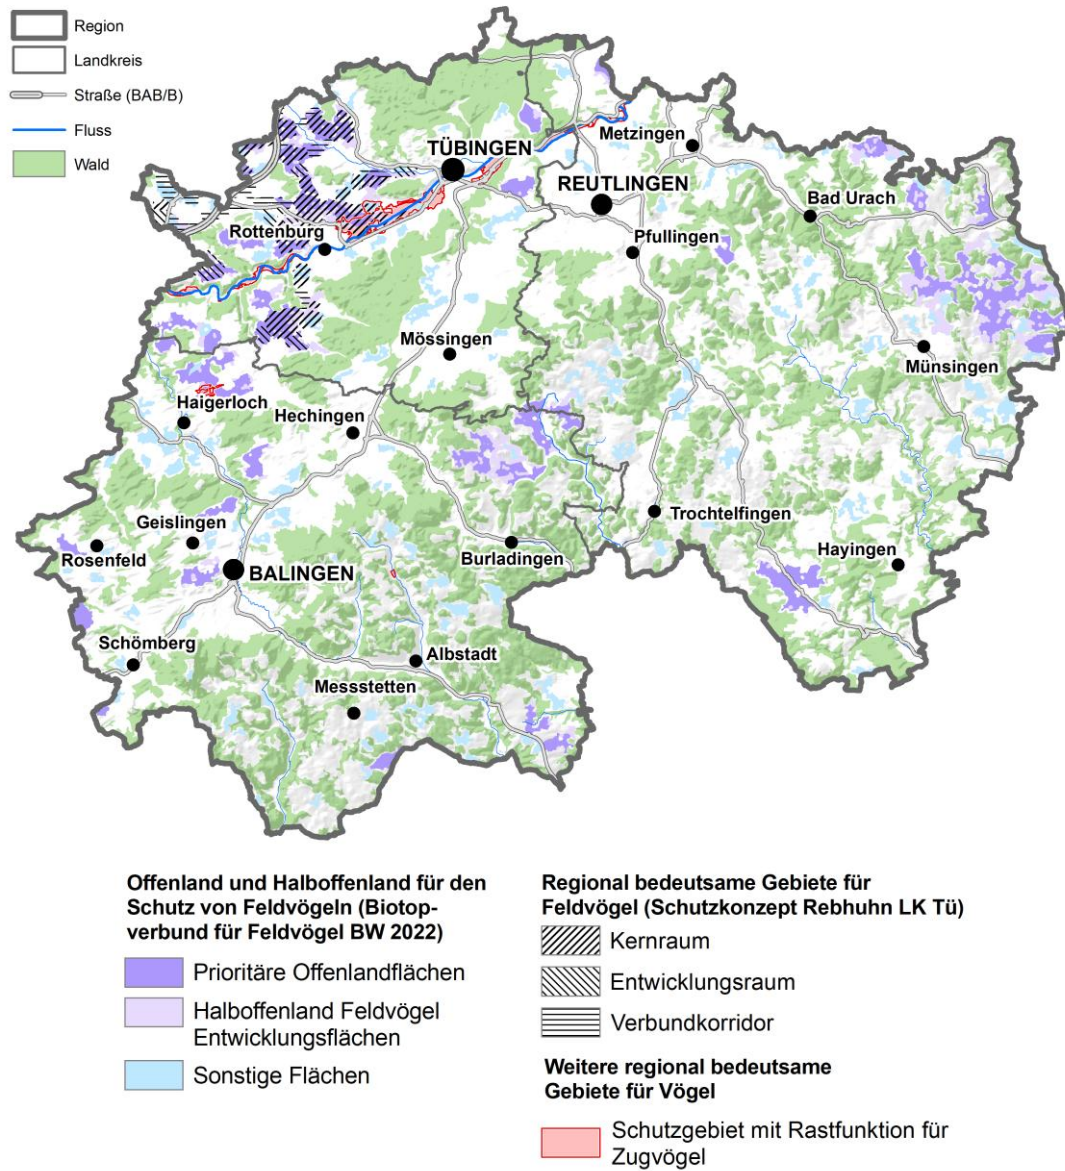 Region
Landkreis
Straße (BAB/B)
Fluss
Wald
Metzingen
TÜBINGEN
REUTLINGEN
Bad Urach
Rottenburg
Pfullingen
Mössingen
Münsingen
Haigerloch
Hechingen
Geislingen
Trochtelfingen
Rosenfeld
Burladingen
Hayingen
BALINGEN
Schömberg
Albstadt
Messstetten
Offenland und Halboffenland für den
Schutz von Feldvögeln (Biotop-
verbund für Feldvögel BW 2022)
Prioritäre Offenlandflächen
Halboffenland Feldvögel
Entwicklungsflächen
Sonstige Flächen
Regional bedeutsame Gebiete für
Feldvögel (Schutzkonzept Rebhuhn LK Tü)
Kernraum
Entwicklungsraum
Verbundkorridor
Weitere regional bedeutsame
Gebiete für Vögel
Schutzgebiet mit Rastfunktion für
Zugvögel